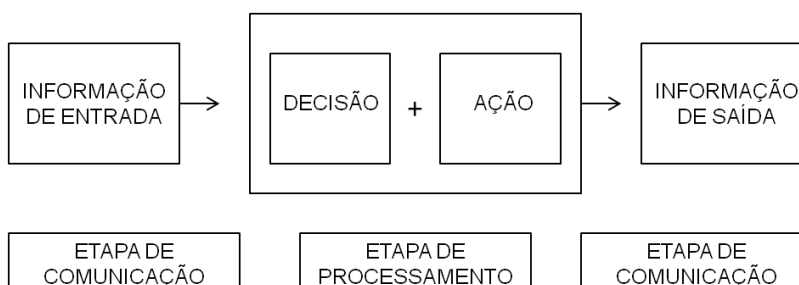 INFORMAÇÃO
DE ENTRADA
DECISÃO
+
AÇÃO
INFORMAÇÃO
DE SAÍDA
ETAPA DE
COMUNICAÇÃO
ETAPA DE
PROCESSAMENTO
ETAPA DE
COMUNICAÇÃO